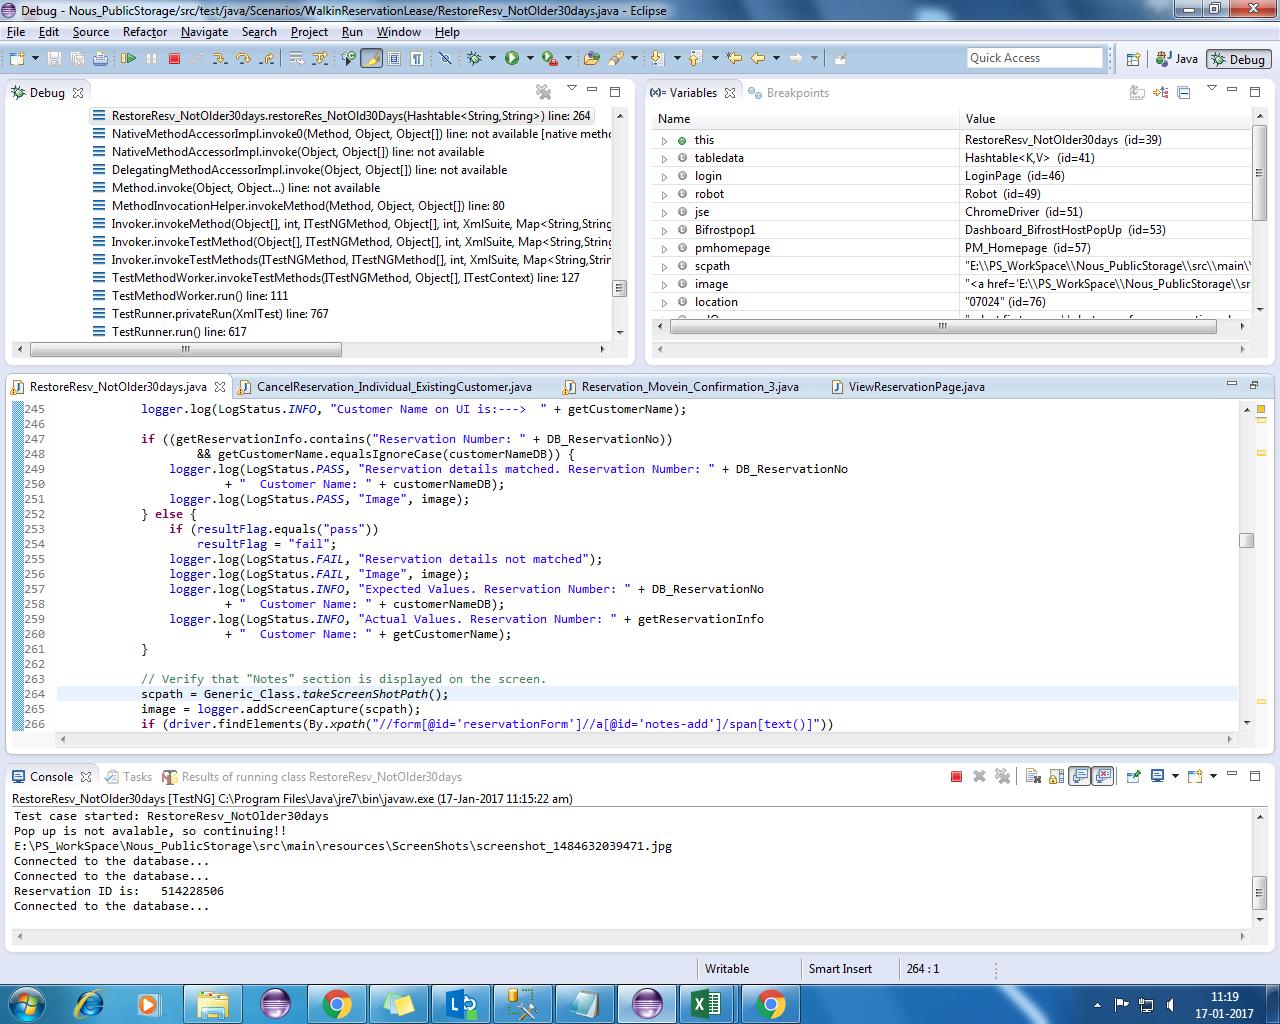 Debug - Nous_PublicStorage/src/test/java/Scenarios/WalkinReservationLease/RestoreResv_NotOlder30days.java - Eclipse
File Edit Source Refactor Navigate Search Project Run Window Help
Quick Access
Java
Debug
Debug
RestoreResv_NotOlder30days.restoreRes_NotOld30Days(Hashtable<String,String>) line: 264
NativeMethodAccessorImpl.invoke0(Method, Object, Object[]) line: not available [native metho
NativeMethodAccessorImpl.invoke(Object, Object[]) line: not available
DelegatingMethodAccessorImpl.invoke(Object, Object[]) line: not available
Method.invoke(Object, Object...) line: not available
MethodInvocationHelper.invokeMethod(Method, Object, Object[]) line: 80
Invoker.invokeMethod(Object[], int, ITestNGMethod, Object[], int, XmlSuite, Map<String,String
Invoker.invokeTestMethod(Object[], ITestNGMethod, Object[], int, XmlSuite, Map<String,String
Invoker.invokeTestMethods(ITestNGMethod, ITestNGMethod[], int, XmlSuite, Map<String,Strin
TestMethodWorker.invokeTestMethods(ITestNGMethod, Object[], ITestContext) line: 127
TestMethodWorker.run() line: 111
TestRunner.privateRun(XmlTest) line: 767
TestRunner.run() line: 617
Variables Breakpoints
Name Value
this RestoreResv_NotOlder30days (id=39)
tabledata Hashtable<K,V> (id=41)
login LoginPage (id=46)
robot Robot (id=49)
jse ChromeDriver (id=51)
Bifrostpop1 Dashboard_BifrostHostPopUp (id=53)
pmhomepage PM_Homepage (id=57)
scpath "E:\\PS_WorkSpace\\Nous_PublicStorage\\src\\main\\
image "<a href='E:\\PS_WorkSpace\\Nous_PublicStorage\\sr
location "07024" (id=76)
RestoreResv_NotOlder30days.java CancelReservation_Individual_ExistingCustomer.java Reservation_Movein_Confirmation_3.java ViewReservationPage.java
245 logger.log(LogStatus.INFO, "Customer Name on UI is:---> " + getCustomerName);
246
247 if ((getReservationInfo.contains("Reservation Number: " + DB_ReservationNo))
248 && getCustomerName.equalsIgnoreCase(customerNameDB)) {
249 logger.log(LogStatus.PASS, "Reservation details matched. Reservation Number: " + DB_ReservationNo
250 + "  Customer Name: " + customerNameDB);
251 logger.log(LogStatus.PASS, "Image", image);
252 } else {
253 if (resultFlag.equals("pass"))
254 resultFlag = "fail";
255 logger.log(LogStatus.FAIL, "Reservation details not matched");
256 logger.log(LogStatus.FAIL, "Image", image);
257 logger.log(LogStatus.INFO, "Expected Values. Reservation Number: " + DB_ReservationNo
258 + "  Customer Name: " + customerNameDB);
259 logger.log(LogStatus.INFO, "Actual Values. Reservation Number: " + getReservationInfo
260 + "  Customer Name: " + getCustomerName);
261 }
262
263 // Verify that "Notes" section is displayed on the screen.
264 scpath = Generic_Class.takeScreenShotPath();
265 image = logger.addScreenCapture(scpath);
266 if (driver.findElements(By.xpath("//form[@id='reservationForm']//a[@id='notes-add']/span[text()]"))
Console Tasks Results of running class RestoreResv_NotOlder30days
RestoreResv_NotOlder30days [TestNG] C:\Program Files\Java\jre7\bin\javaw.exe (17-Jan-2017 11:15:22 am)
Test case started: RestoreResv_NotOlder30days
Pop up is not avalable, so continuing!!
E:\PS_WorkSpace\Nous_PublicStorage\src\main\resources\ScreenShots\screenshot_1484632039471.jpg
Connected to the database...
Connected to the database...
Reservation ID is:   514228506
Connected to the database...
Writable Smart Insert 264 : 1
11:19
17-01-2017